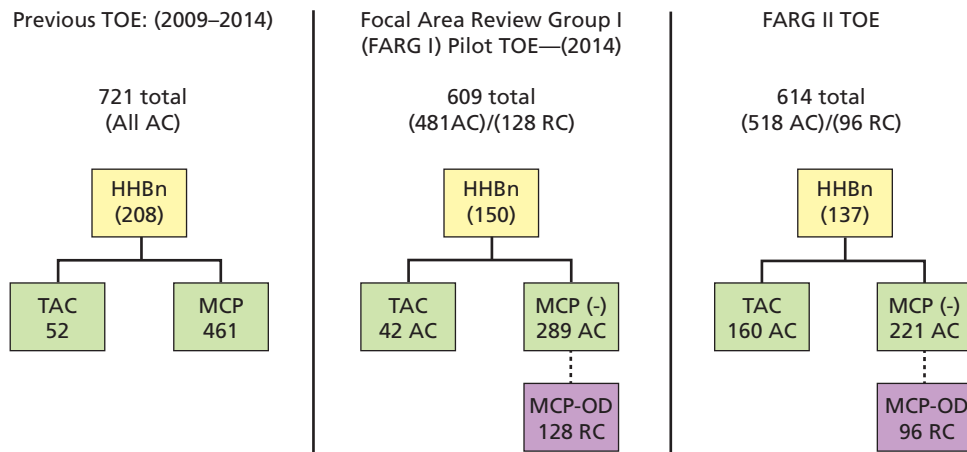 Previous TOE: (2009–2014)
721 total
(All AC)
HHBn
(208)
TAC
52
MCP
461
Focal Area Review Group I
(FARG I) Pilot TOE—(2014)
609 total
(481AC)/(128 RC)
HHBn
(150)
TAC
42 AC
MCP (-)
289 AC
MCP-OD
128 RC
FARG II TOE
614 total
(518 AC)/(96 RC)
HHBn
(137)
TAC
160 AC
MCP (-)
221 AC
MCP-OD
96 RC